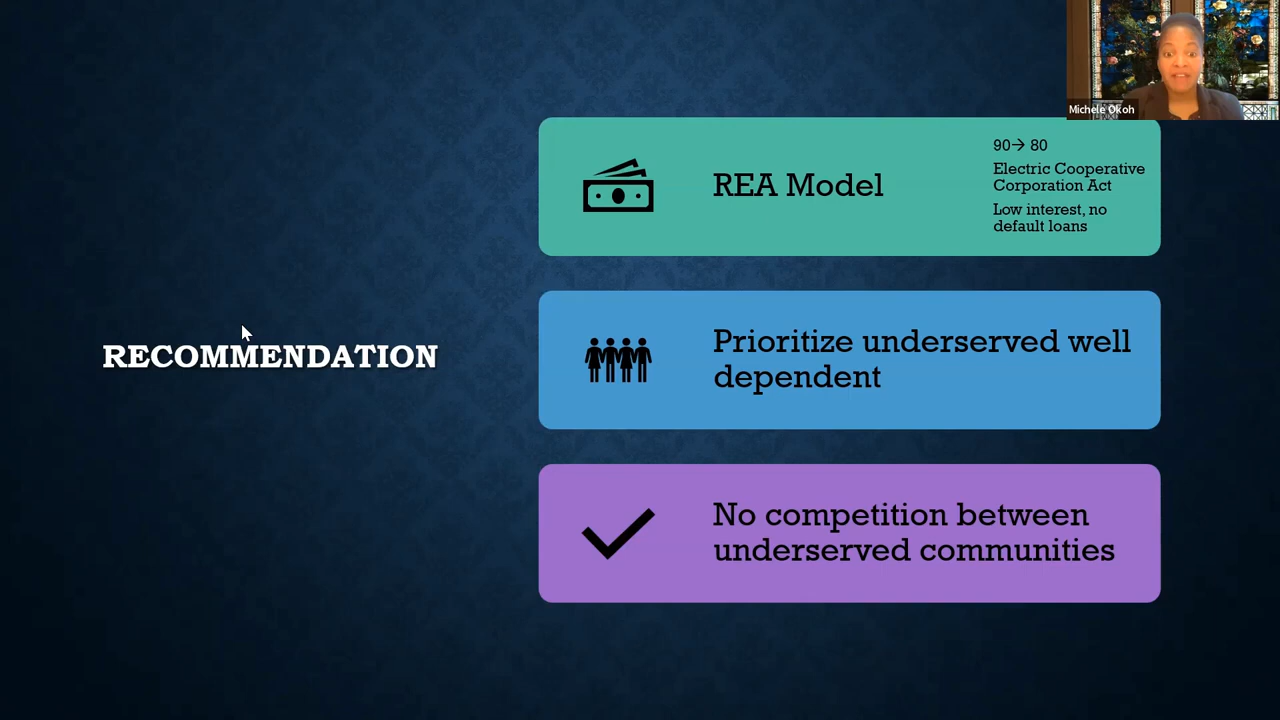 Michele Okoh
RECOMMENDATION
REA Model
90→ 80
Electric Cooperative
Corporation Act
Low interest, no
default loans
Prioritize underserved well
dependent
No competition between
underserved communities